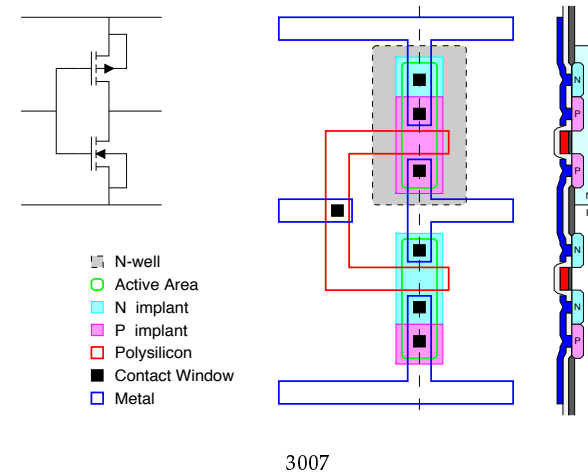 N-well
Active Area
N implant
P implant
Polysilicon
Contact Window
Metal
N
P
P
N
N
P
3007